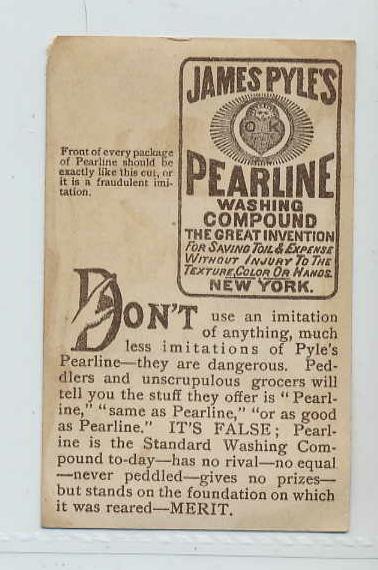 JAMES PYLE'S
O K
PEARLINE
WASHING
COMPOUND
THE GREAT INVENTION
FOR SAVING TOIL & EXPENSE
WITHOUT INJURY TO THE
TEXTURE, COLOR OR HANDS.
NEW YORK.
Front of every package
of Pearline should be
exactly like this cut, or
it is a fraudulent imi-
tation.
DON'T use an imitation
of anything, much
less imitations of Pyle's
Pearline—they are dangerous. Ped-
dlers and unscrupulous grocers will
tell you the stuff they offer is "Pearl-
ine," "same as Pearline," "or as good
as Pearline." IT'S FALSE; Pearl-
ine is the Standard Washing Com-
pound to-day—has no rival—no equal
—never peddled—gives no prizes—
but stands on the foundation on which
it was reared—MERIT.